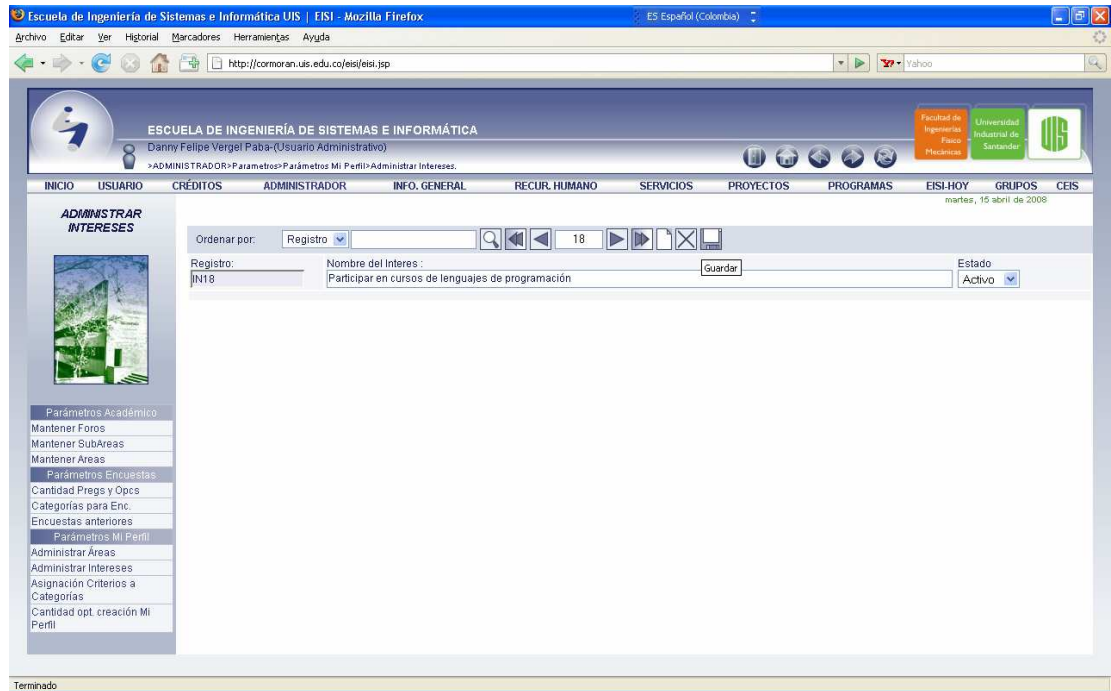 Escuela de Ingeniería de Sistemas e Informática UIS | EISI - Mozilla Firefox
ES Español (Colombia)
Archivo Editar Ver Historial Marcadores Herramientas Ayuda
http://cormoran.uis.edu.co/eisi/eisi.jsp
Yahoo
ESCUELA DE INGENIERÍA DE SISTEMAS E INFORMÁTICA
Danny Felipe Vergel Paba-(Usuario Administrativo)
>ADMINISTRADOR>Parametros>Parámetros Mi Perfil>Administrar Intereses.
Facultad de
Ingenierías
Físico
Mecánicas
Universidad
Industrial de
Santander
UIS
INICIO USUARIO CRÉDITOS ADMINISTRADOR INFO. GENERAL RECUR. HUMANO SERVICIOS PROYECTOS PROGRAMAS EISI-HOY GRUPOS CEIS
martes, 15 abril de 2008
ADMINISTRAR
INTERESES
Ordenar por: Registro 18
Guardar
Registro: Nombre del Interes : Estado
IN18 Participar en cursos de lenguajes de programación Activo
Parámetros Académico
Mantener Foros
Mantener SubAreas
Mantener Areas
Parámetros Encuestas
Cantidad Pregs y Opcs
Categorías para Enc.
Encuestas anteriores
Parámetros Mi Perfil
Administrar Áreas
Administrar Intereses
Asignación Criterios a
Categorías
Cantidad opt. creación Mi
Perfil
Terminado